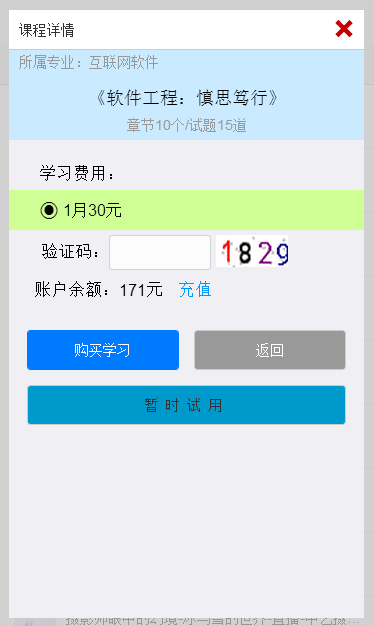 课程详情
所属专业：互联网软件
《软件工程：慎思笃行》
章节10个/试题15道
学习费用：
1月30元
验证码：
1829
账户余额：171元 充值
购买学习 返回
暂时试用